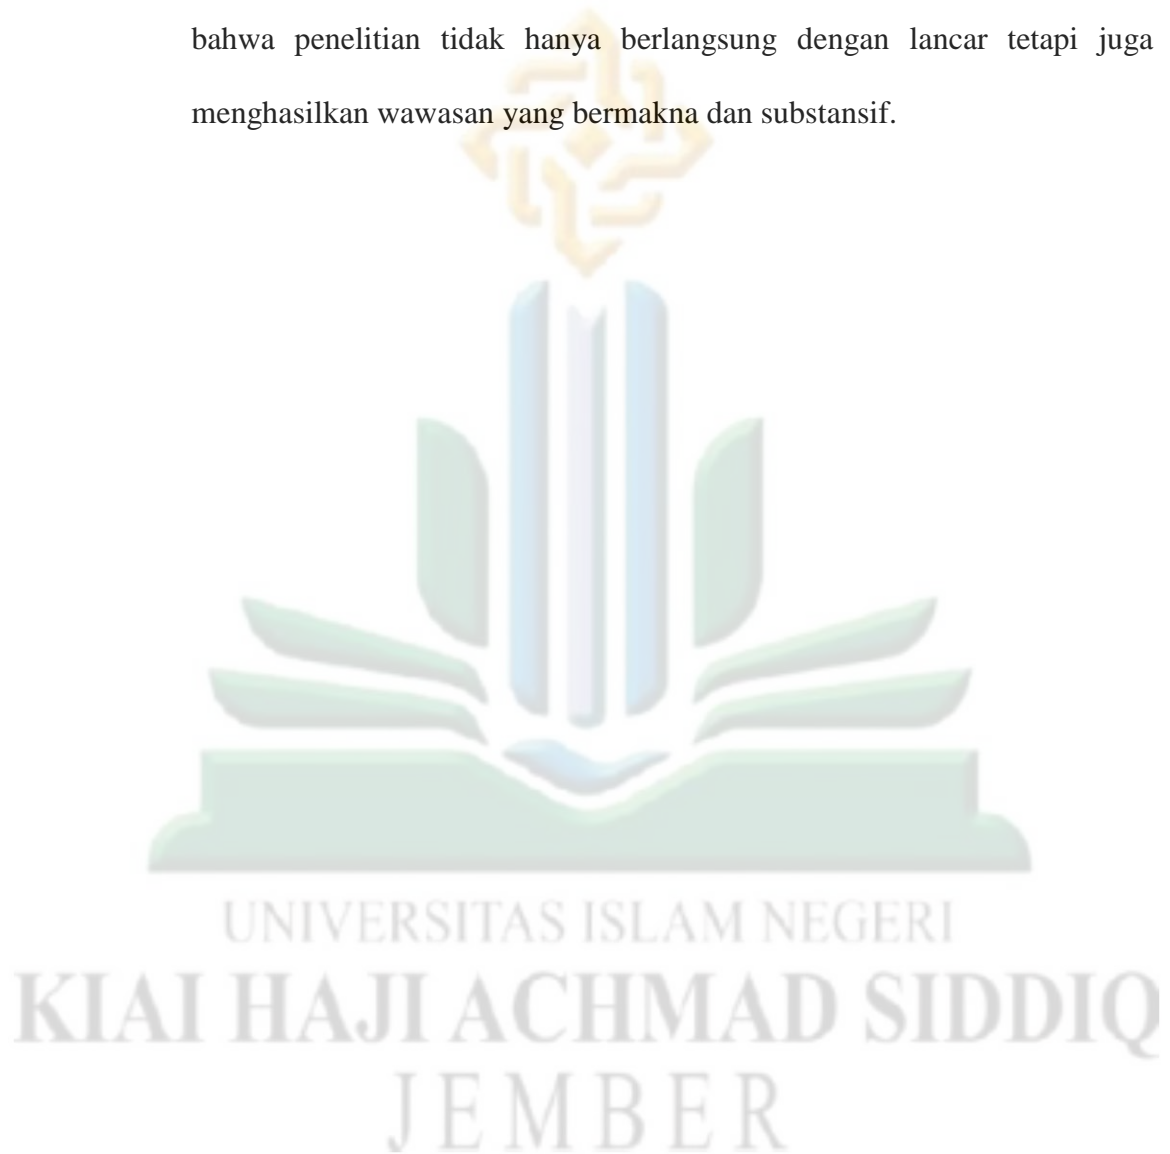 bahwa penelitian tidak hanya berlangsung dengan lancar tetapi juga
menghasilkan wawasan yang bermakna dan substansif.
UNIVERSITAS ISLAM NEGERI
KIAI HAJI ACHMAD SIDDIQ
JEMBER